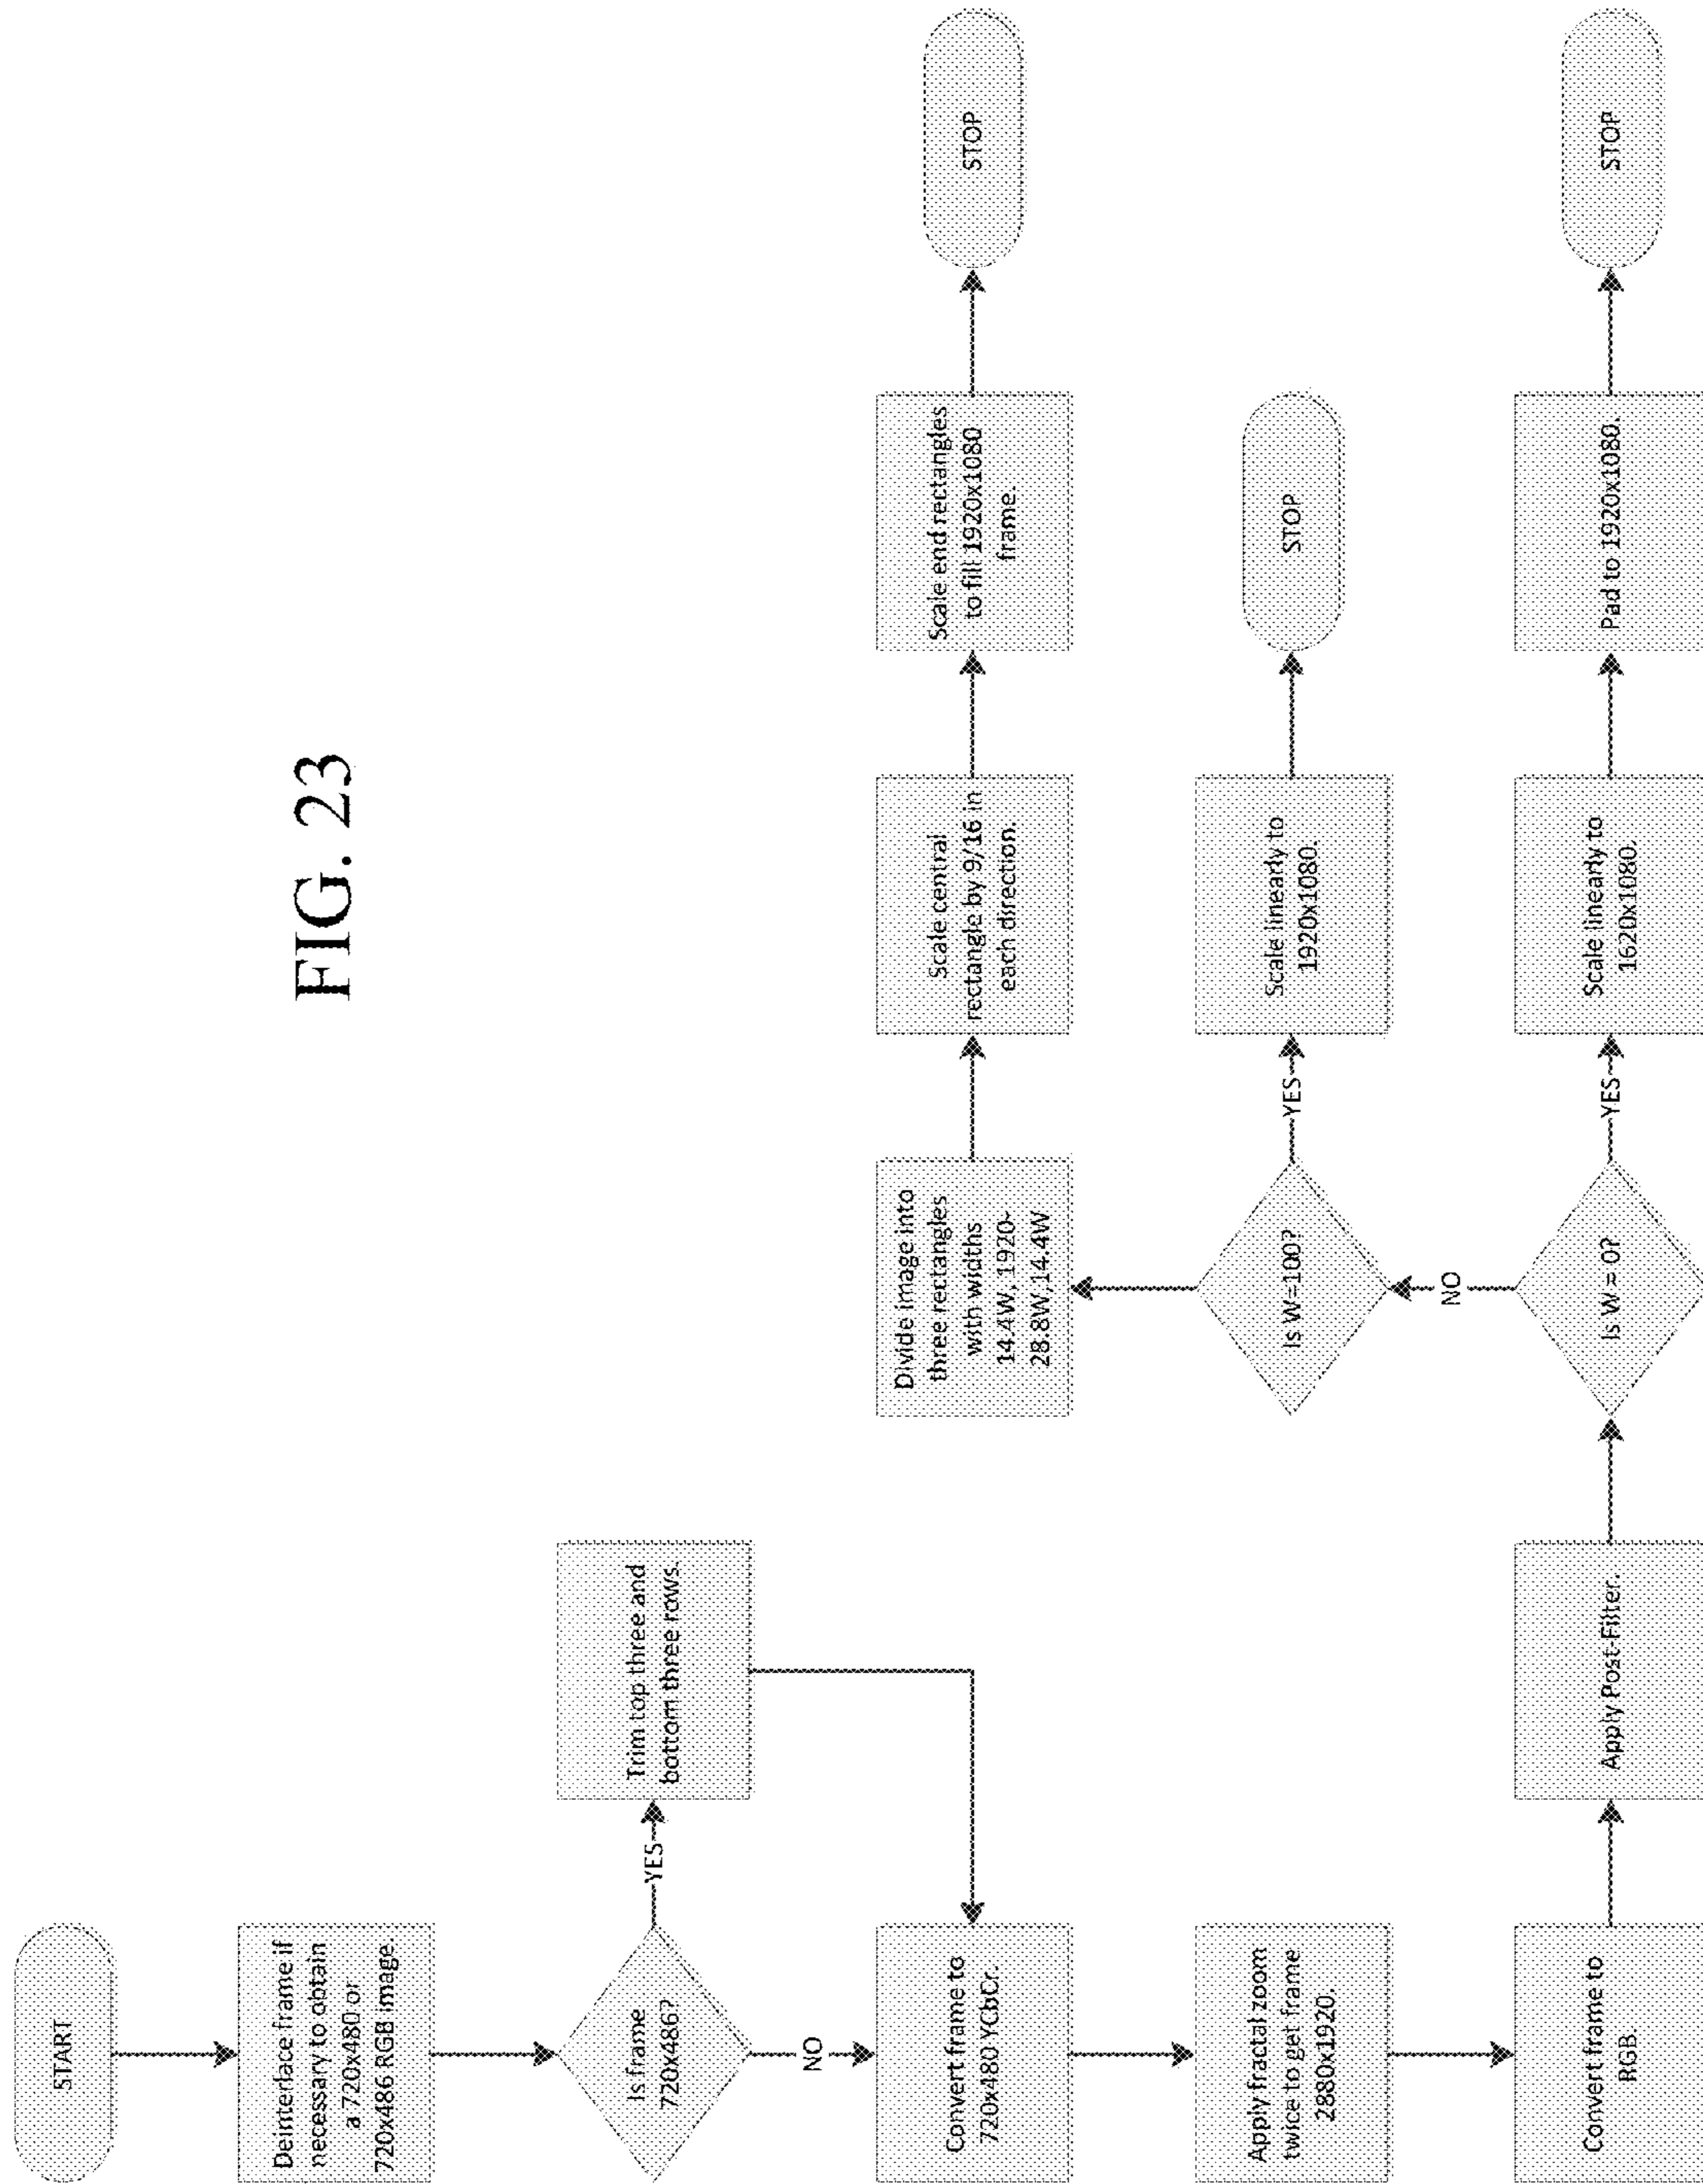 FIG. 23
START
Deinterlace frame if
necessary to obtain
a 720x480 or
720x486 RGB image.
Is frame
720x486?
YES
Trim top three and
bottom three rows.
NO
Convert frame to
720x480 YCbCr.
Apply fractal zoom
twice to get frame
2880x1920.
Convert frame to
RGB.
Apply Post-Filter.
Is W = 0?
YES
Scale linearly to
1620x1080.
Pad to 1920x1080.
STOP
NO
Is W=100?
YES
Scale linearly to
1920x1080.
STOP
Divide image into
three rectangles
with widths
14.4W, 1920-
28.8W,14.4W
Scale central
rectangle by 9/16 in
each direction.
Scale end rectangles
to fill 1920x1080
frame.
STOP